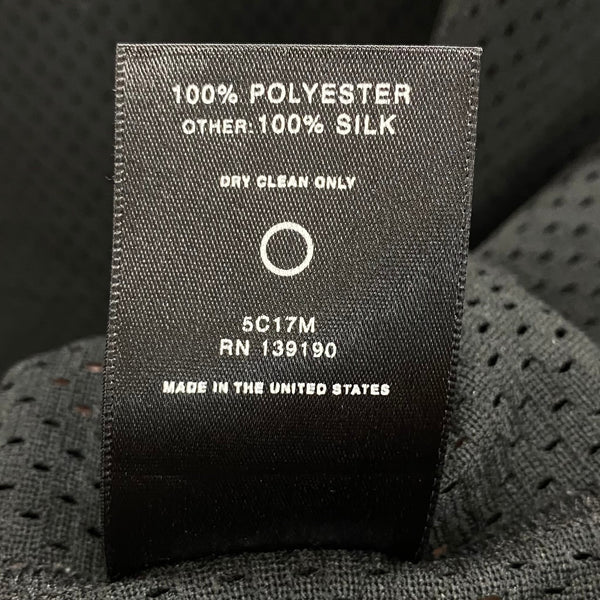 100% POLYESTER
OTHER: 100% SILK
DRY CLEAN ONLY
5C17M
RN 139190
MADE IN THE UNITED STATES